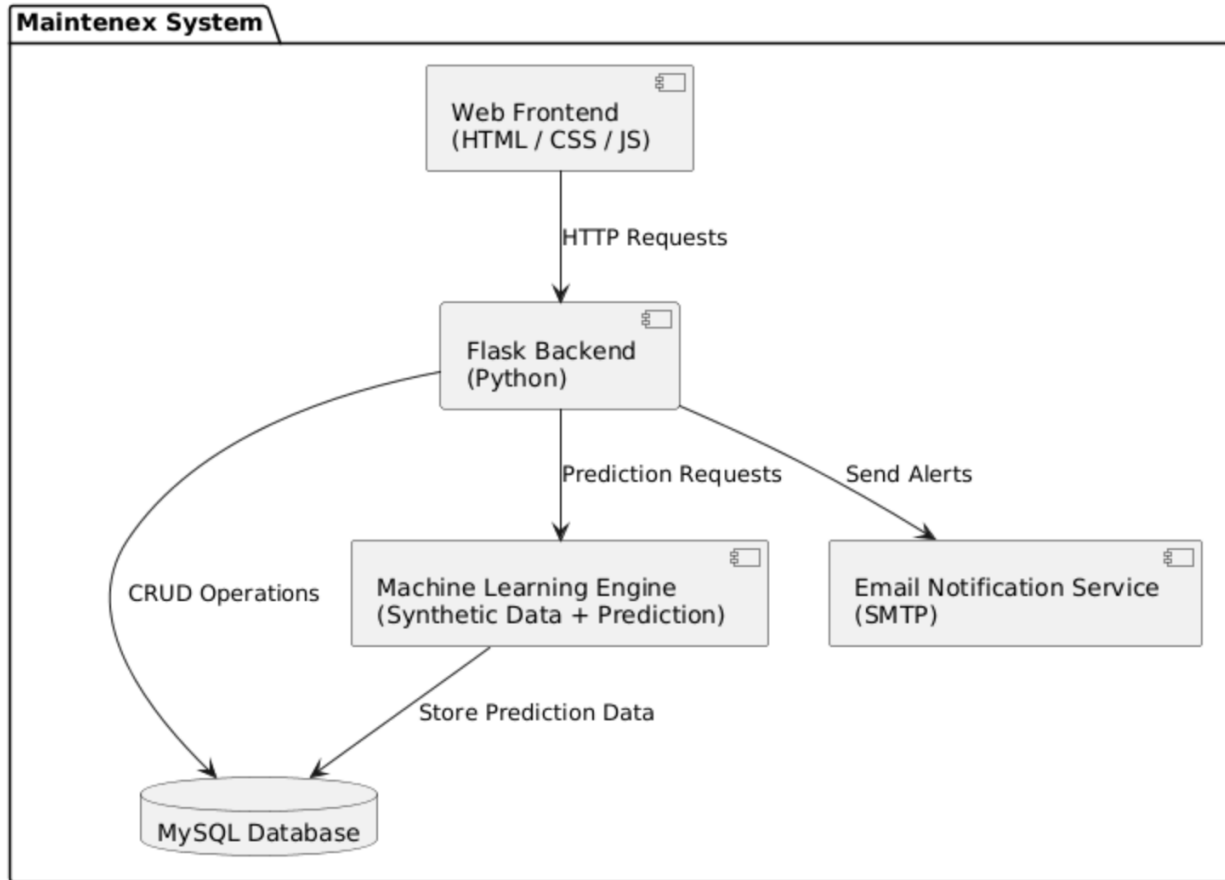 Maintenex System
Web Frontend
(HTML / CSS / JS)
HTTP Requests
Flask Backend
(Python)
Prediction Requests
Send Alerts
CRUD Operations
Machine Learning Engine
(Synthetic Data + Prediction)
Email Notification Service
(SMTP)
Store Prediction Data
MySQL Database